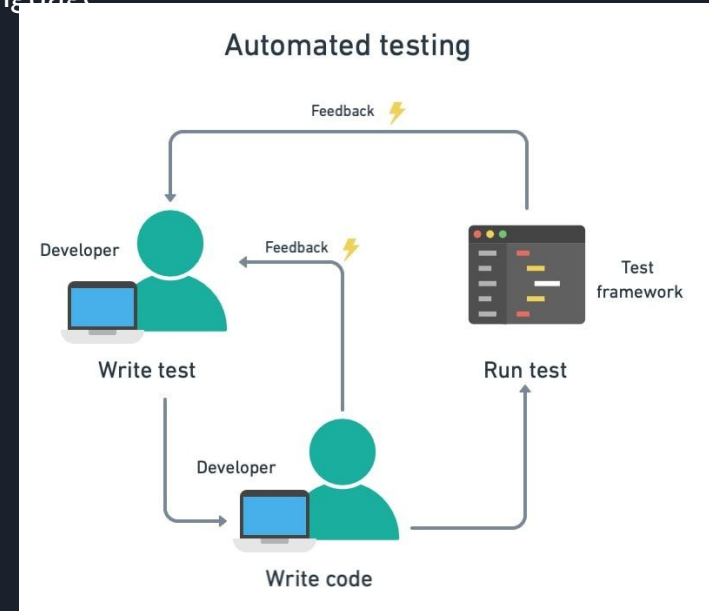 Automated testing
Feedback
Developer
Feedback
Test
framework
Write test
Run test
Developer
Write code